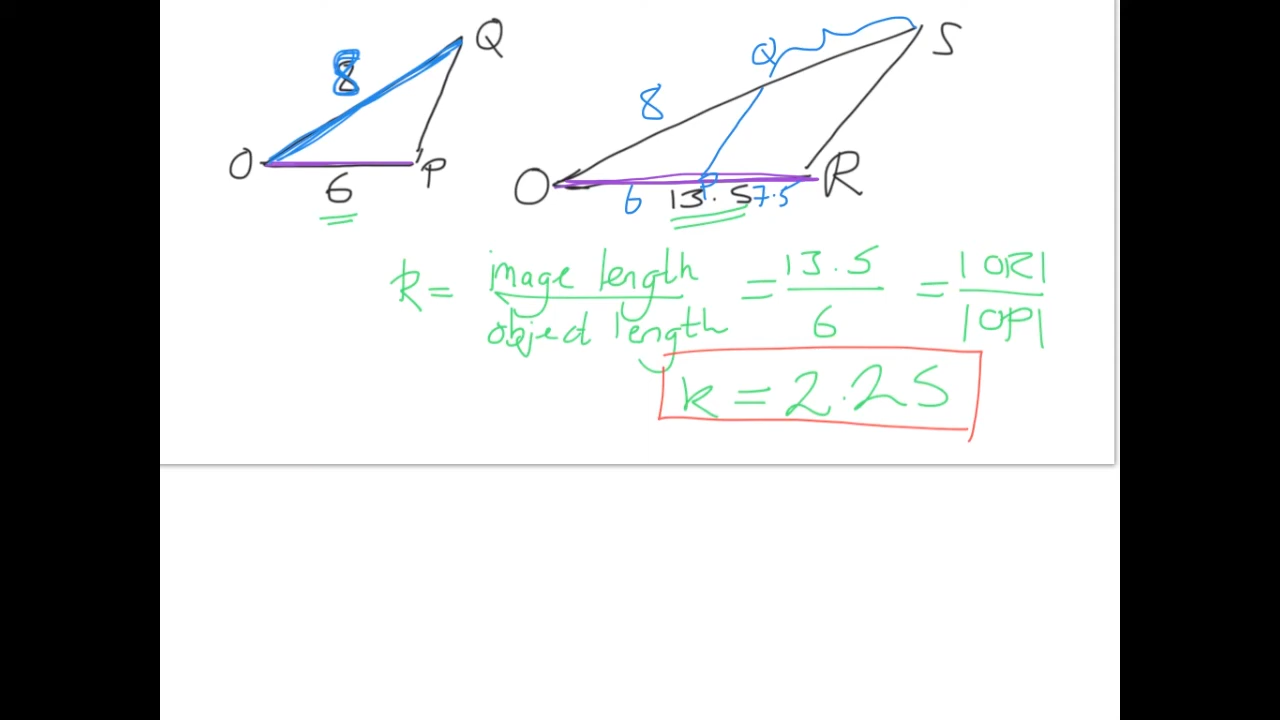 Q
8
O
P
6
S
Q
8
O
P
R
6
13.5
7.5
k = image length / object length = 13.5 / 6 = |OR| / |OP|
k = 2.25